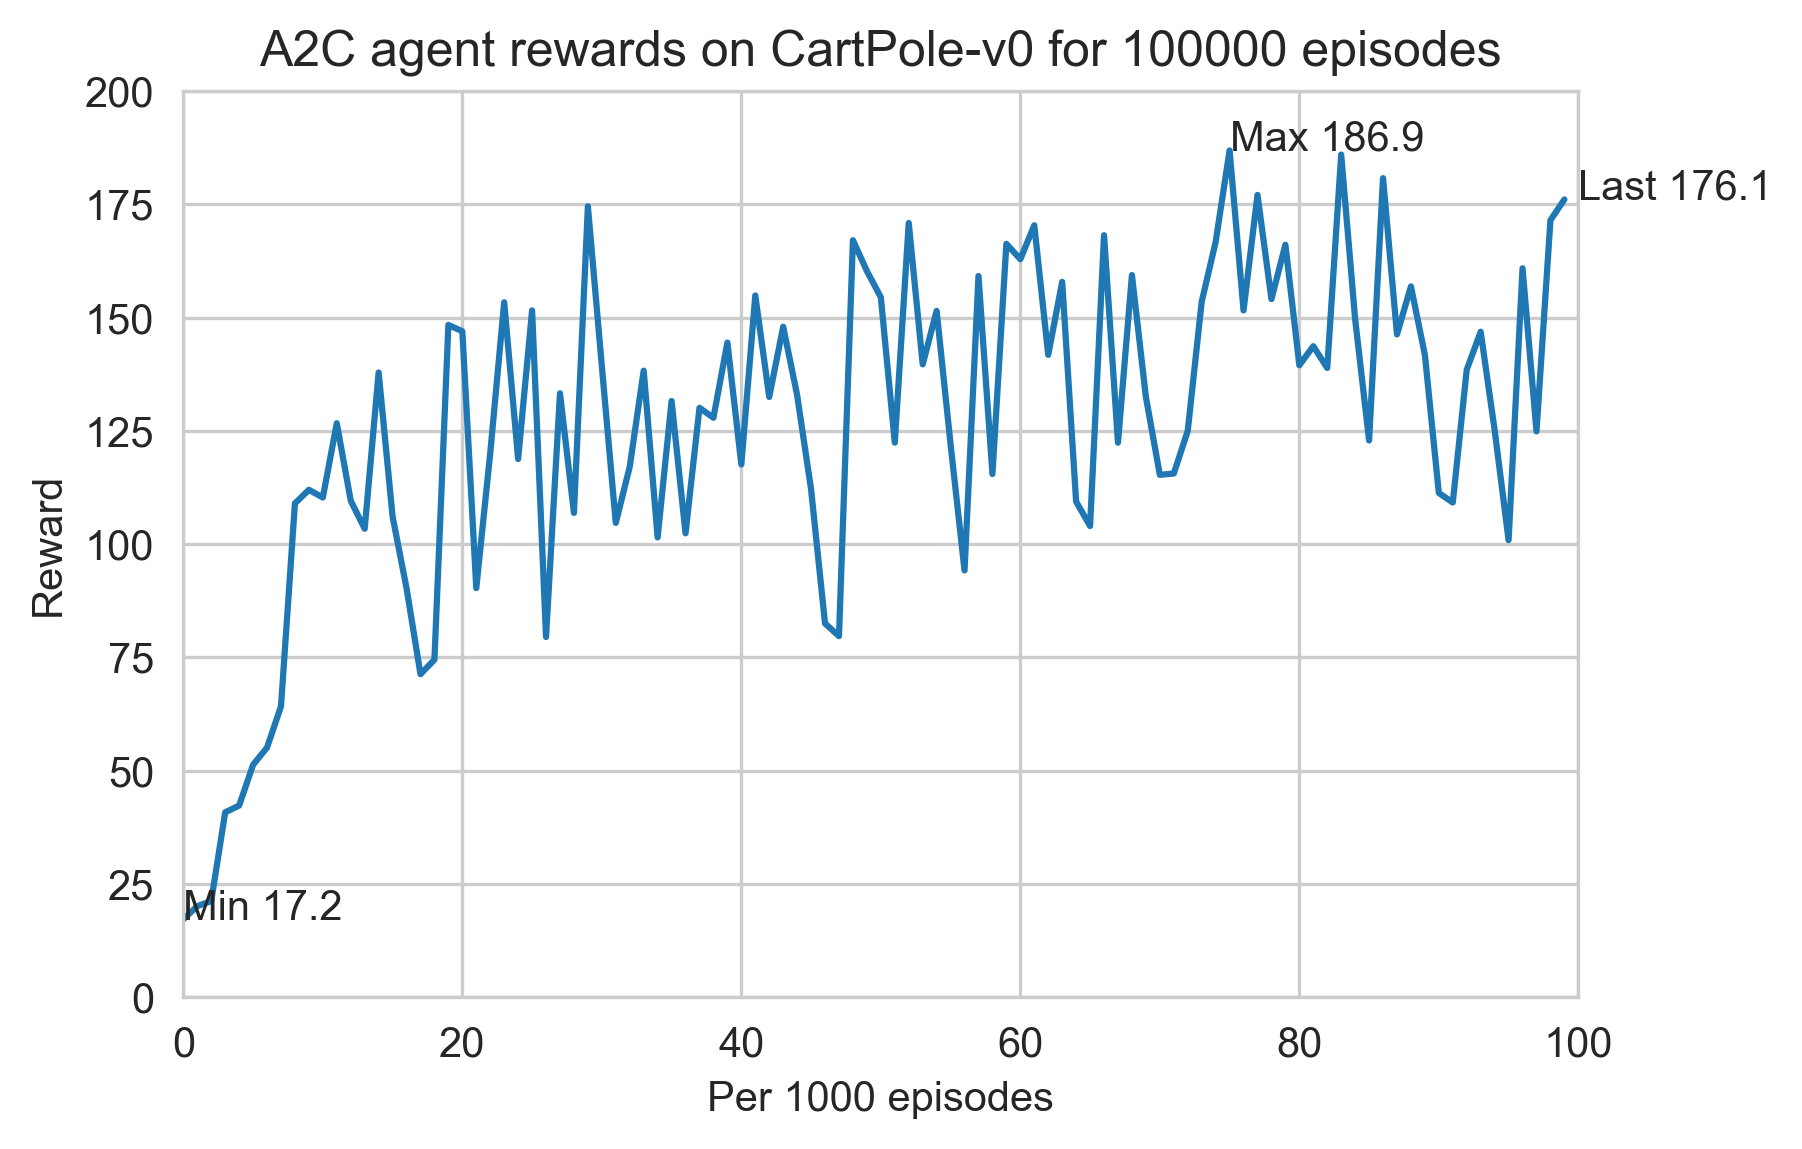 A2C agent rewards on CartPole-v0 for 100000 episodes
200
Max 186.9
Last 176.1
175
150
125
100
Reward
75
50
25
Min 17.2
0
0 20 40 60 80 100
Per 1000 episodes